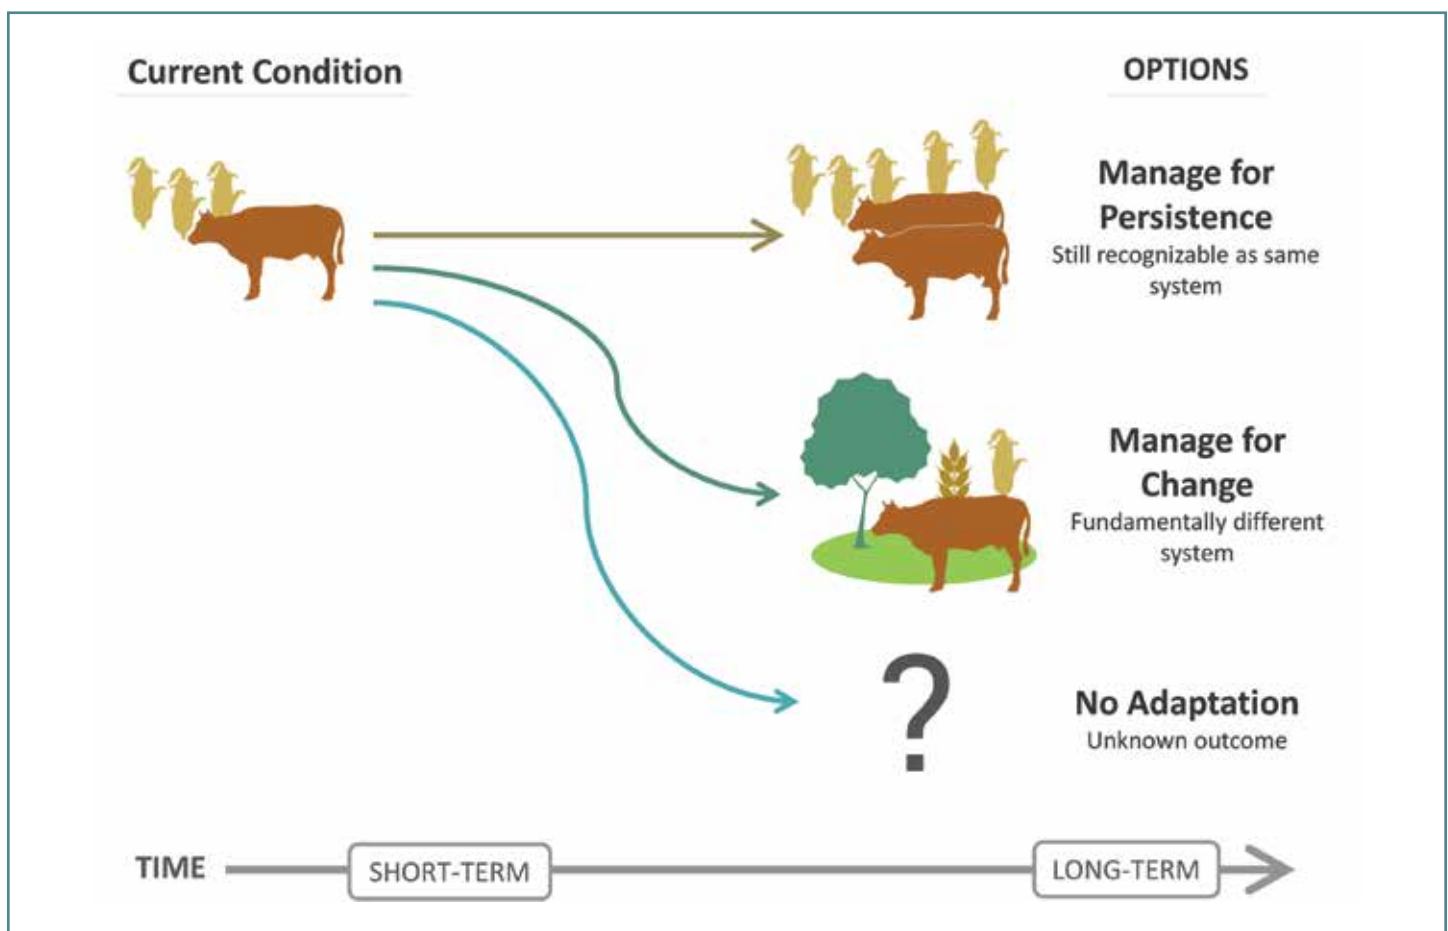 Current Condition
OPTIONS
Manage for
Persistence
Still recognizable as same
system
Manage for
Change
Fundamentally different
system
?
No Adaptation
Unknown outcome
TIME
SHORT-TERM
LONG-TERM